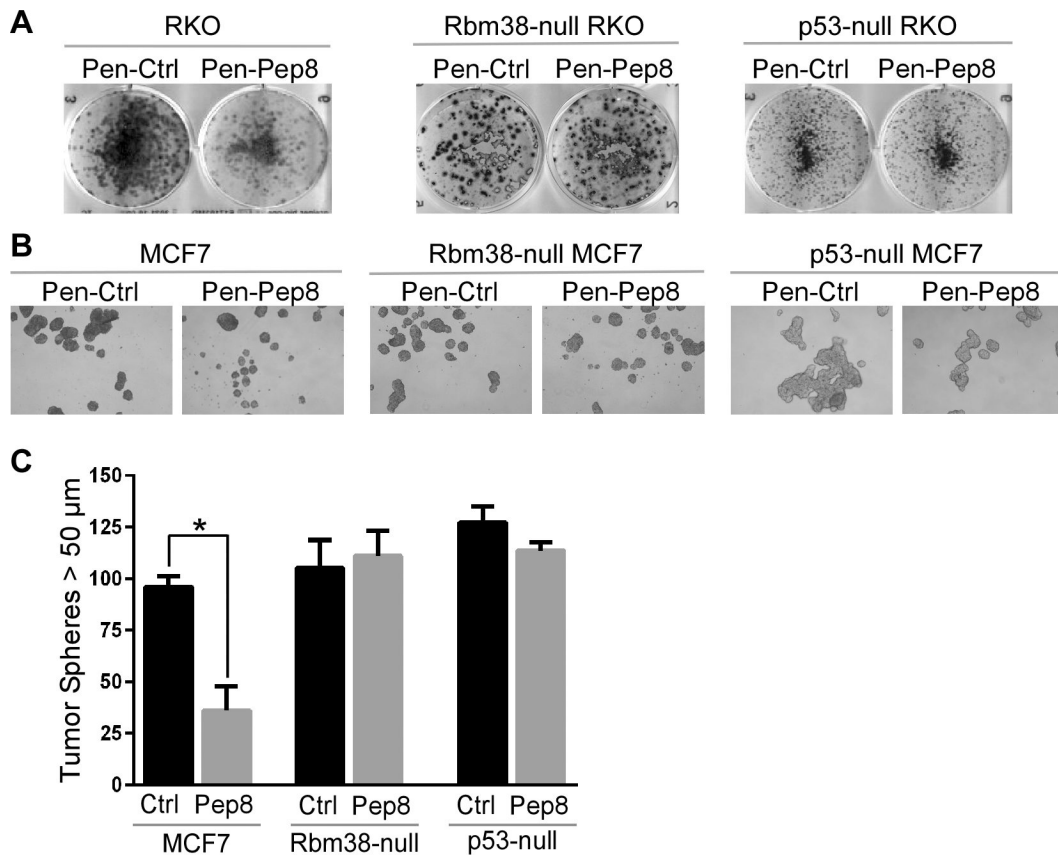 A
RKO
Rbm38-null RKO
p53-null RKO
Pen-Ctrl Pen-Pep8
Pen-Ctrl Pen-Pep8
Pen-Ctrl Pen-Pep8
B
MCF7
Rbm38-null MCF7
p53-null MCF7
Pen-Ctrl Pen-Pep8
Pen-Ctrl Pen-Pep8
Pen-Ctrl Pen-Pep8
C
Tumor Spheres > 50 µm
150
125
100
75
50
25
0
*
Ctrl Pep8
Ctrl Pep8
Ctrl Pep8
MCF7
Rbm38-null
p53-null